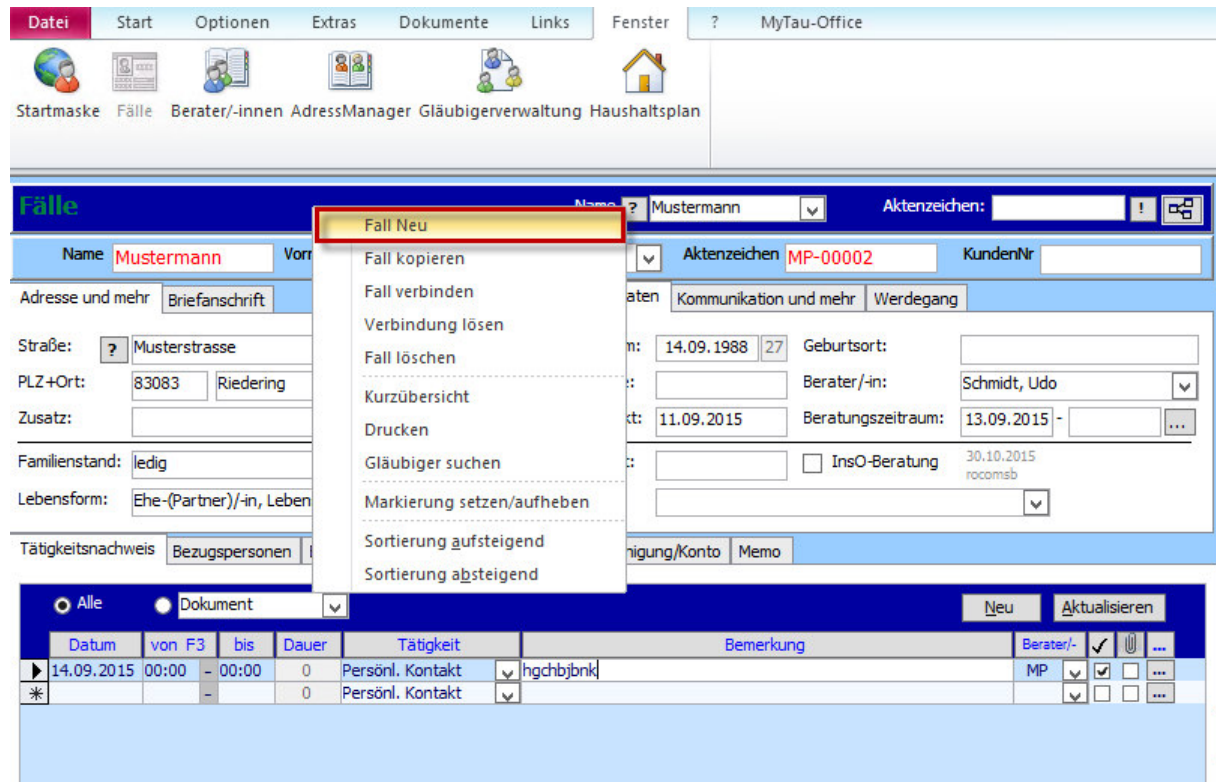 Datei Start Optionen Extras Dokumente Links Fenster ? MyTau-Office
Startmaske Fälle Berater/-innen AdressManager Gläubigerverwaltung Haushaltsplan
Fälle Name ? Mustermann Aktenzeichen: !
Name Mustermann Aktenzeichen MP-00002 KundenNr
Fall Neu
Fall kopieren
Fall verbinden
Verbindung lösen
Fall löschen
Kurzübersicht
Drucken
Gläubiger suchen
Markierung setzen/aufheben
Sortierung aufsteigend
Sortierung absteigend
Adresse und mehr Briefanschrift Kommunikation und mehr Werdegang
Straße: ? Musterstrasse 14.09.1988 27 Geburtsort:
PLZ+Ort: 83083 Riedering Berater/-in: Schmidt, Udo
Zusatz: 11.09.2015 Beratungszeitraum: 13.09.2015 - ...
Familienstand: ledig InsO-Beratung 30.10.2015
rocomsb
Lebensform: Ehe-(Partner)/-in, Leben
Tätigkeitsnachweis Bezugspersonen nigung/Konto Memo
Alle Dokument Neu Aktualisieren
Datum von F3 bis Dauer Tätigkeit Bemerkung Berater/- ...
14.09.2015 00:00 - 00:00 0 Persönl. Kontakt hgchbjbnk MP ...
- 0 Persönl. Kontakt ...